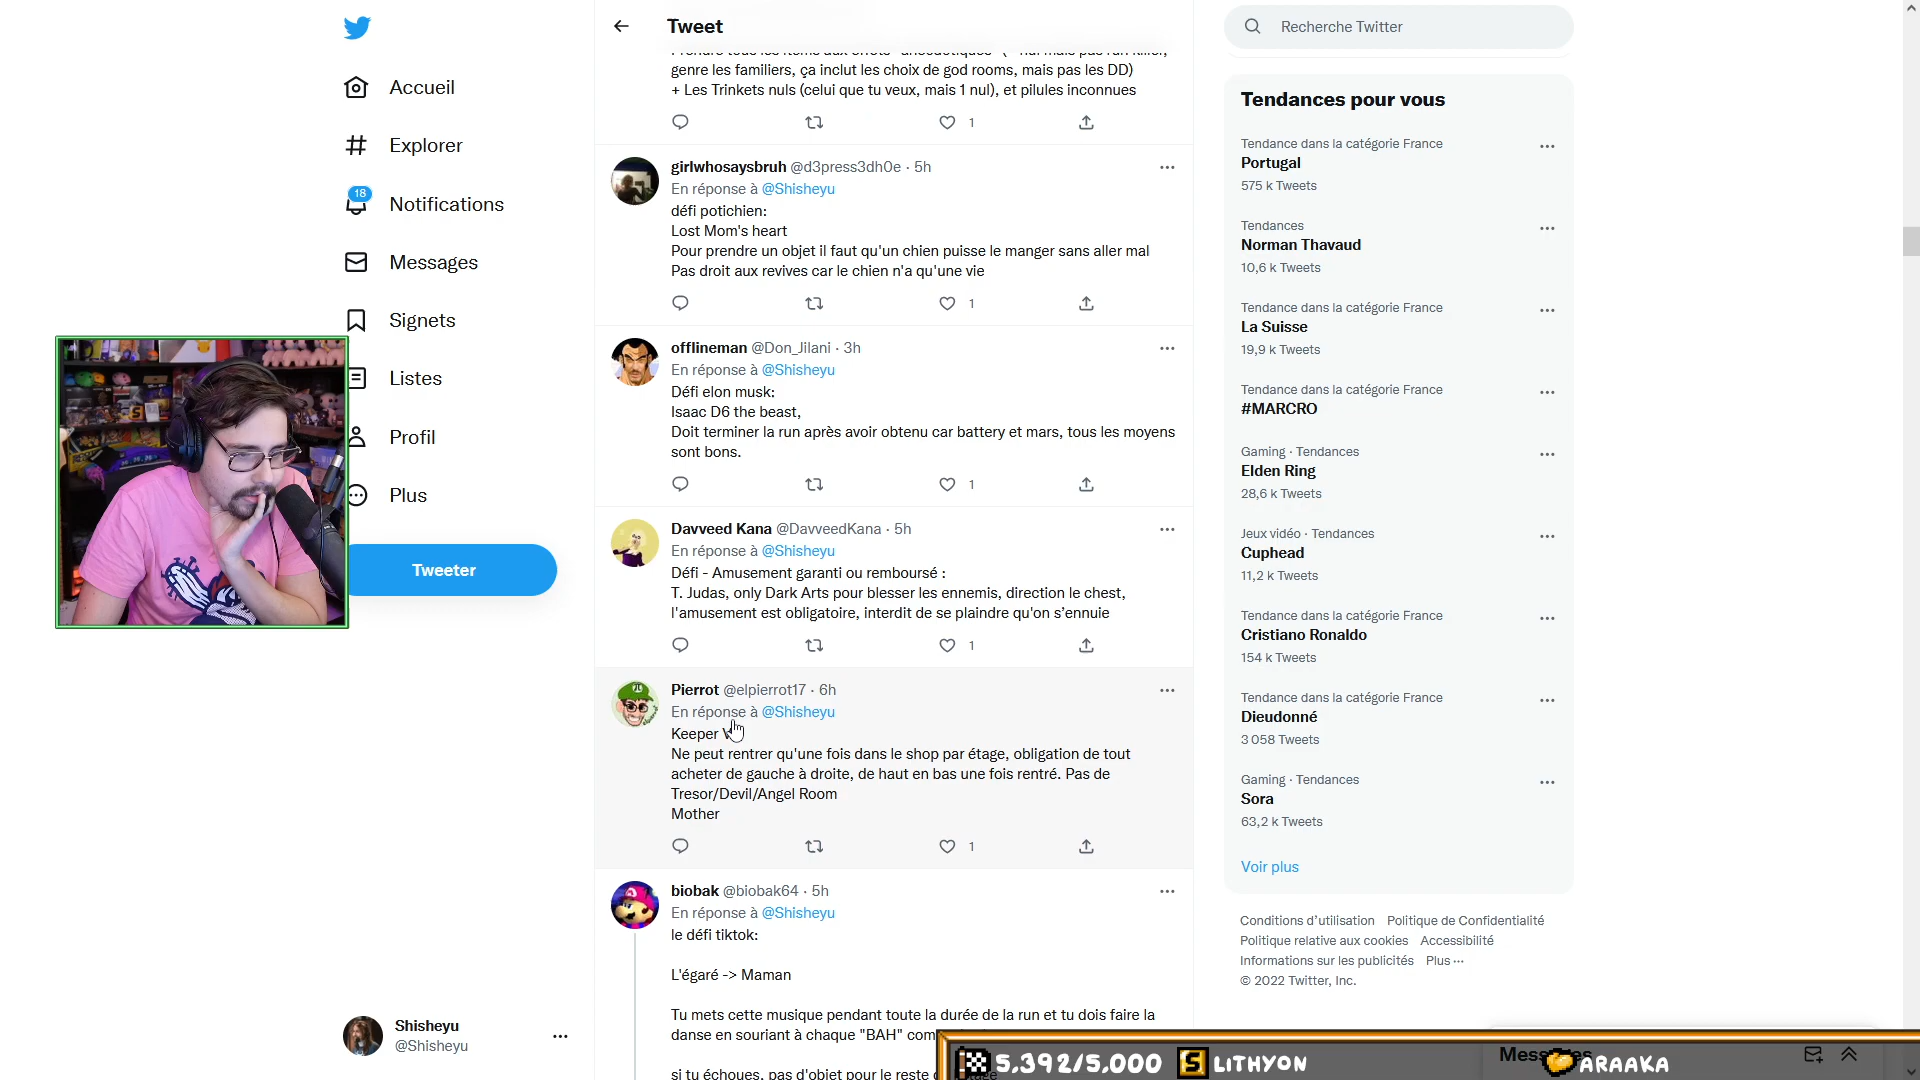 Accueil
Explorer
18
Notifications
Messages
Signets
Listes
Profil
Plus
Tweeter
Shisheyu
@Shisheyu
Tweet
genre les familiers, ça inclut les choix de god rooms, mais pas les DD)
+ Les Trinkets nuls (celui que tu veux, mais 1 nul), et pilules inconnues
1
girlwhosaysbruh @d3press3dh0e · 5h
En réponse à @Shisheyu
défi potichien:
Lost Mom's heart
Pour prendre un objet il faut qu'un chien puisse le manger sans aller mal
Pas droit aux revives car le chien n'a qu'une vie
1
offlineman @Don_Jilani · 3h
En réponse à @Shisheyu
Défi elon musk:
Isaac D6 the beast,
Doit terminer la run après avoir obtenu car battery et mars, tous les moyens
sont bons.
1
Davveed Kana @DavveedKana · 5h
En réponse à @Shisheyu
Défi - Amusement garanti ou remboursé :
T. Judas, only Dark Arts pour blesser les ennemis, direction le chest,
l'amusement est obligatoire, interdit de se plaindre qu'on s'ennuie
1
Pierrot @elpierrot17 · 6h
En réponse à @Shisheyu
Keeper
Ne peut rentrer qu'une fois dans le shop par étage, obligation de tout
acheter de gauche à droite, de haut en bas une fois rentré. Pas de
Tresor/Devil/Angel Room
Mother
1
biobak @biobak64 · 5h
En réponse à @Shisheyu
le défi tiktok:
L'égaré -> Maman
Tu mets cette musique pendant toute la durée de la run et tu dois faire la
danse en souriant à chaque "BAH"
si tu échoues, pas d'objet pour le reste
Recherche Twitter
Tendances pour vous
Tendance dans la catégorie France
Portugal
575 k Tweets
Tendances
Norman Thavaud
10,6 k Tweets
Tendance dans la catégorie France
La Suisse
19,9 k Tweets
Tendance dans la catégorie France
#MARCRO
Gaming · Tendances
Elden Ring
28,6 k Tweets
Jeux vidéo · Tendances
Cuphead
11,2 k Tweets
Tendance dans la catégorie France
Cristiano Ronaldo
154 k Tweets
Tendance dans la catégorie France
Dieudonné
3 058 Tweets
Gaming · Tendances
Sora
63,2 k Tweets
Voir plus
Conditions d'utilisation Politique de Confidentialité
Politique relative aux cookies Accessibilité
Informations sur les publicités Plus ···
© 2022 Twitter, Inc.
5,392/5,000 S LITHYON ARAAKA